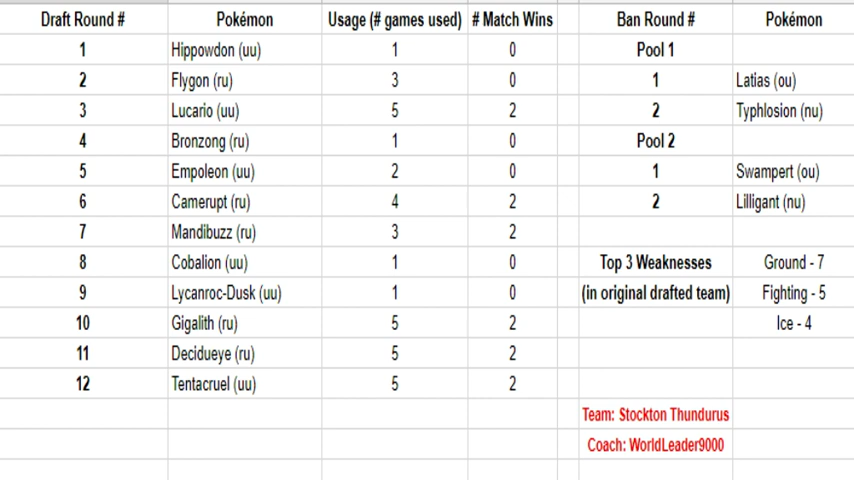 Draft Round # Pokémon Usage (# games used) # Match Wins Ban Round # Pokémon
1 Hippowdon (uu) 1 0 Pool 1
2 Flygon (ru) 3 0 1 Latias (ou)
3 Lucario (uu) 5 2 2 Typhlosion (nu)
4 Bronzong (ru) 1 0 Pool 2
5 Empoleon (uu) 2 0 1 Swampert (ou)
6 Camerupt (ru) 4 2 2 Lilligant (nu)
7 Mandibuzz (ru) 3 2
8 Cobalion (uu) 1 0 Top 3 Weaknesses Ground - 7
9 Lycanroc-Dusk (uu) 1 0 (in original drafted team) Fighting - 5
10 Gigalith (ru) 5 2 Ice - 4
11 Decidueye (ru) 5 2
12 Tentacruel (uu) 5 2
Team: Stockton Thundurus
Coach: WorldLeader9000